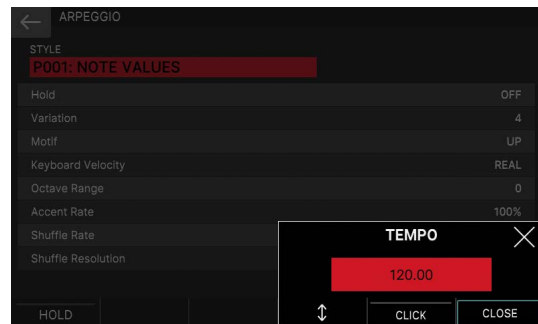 ARPEGGIO
STYLE
P001: NOTE VALUES
Hold OFF
Variation 4
Motif UP
Keyboard Velocity REAL
Octave Range 0
Accent Rate 100%
Shuffle Rate
Shuffle Resolution
TEMPO
120.00
HOLD CLICK CLOSE